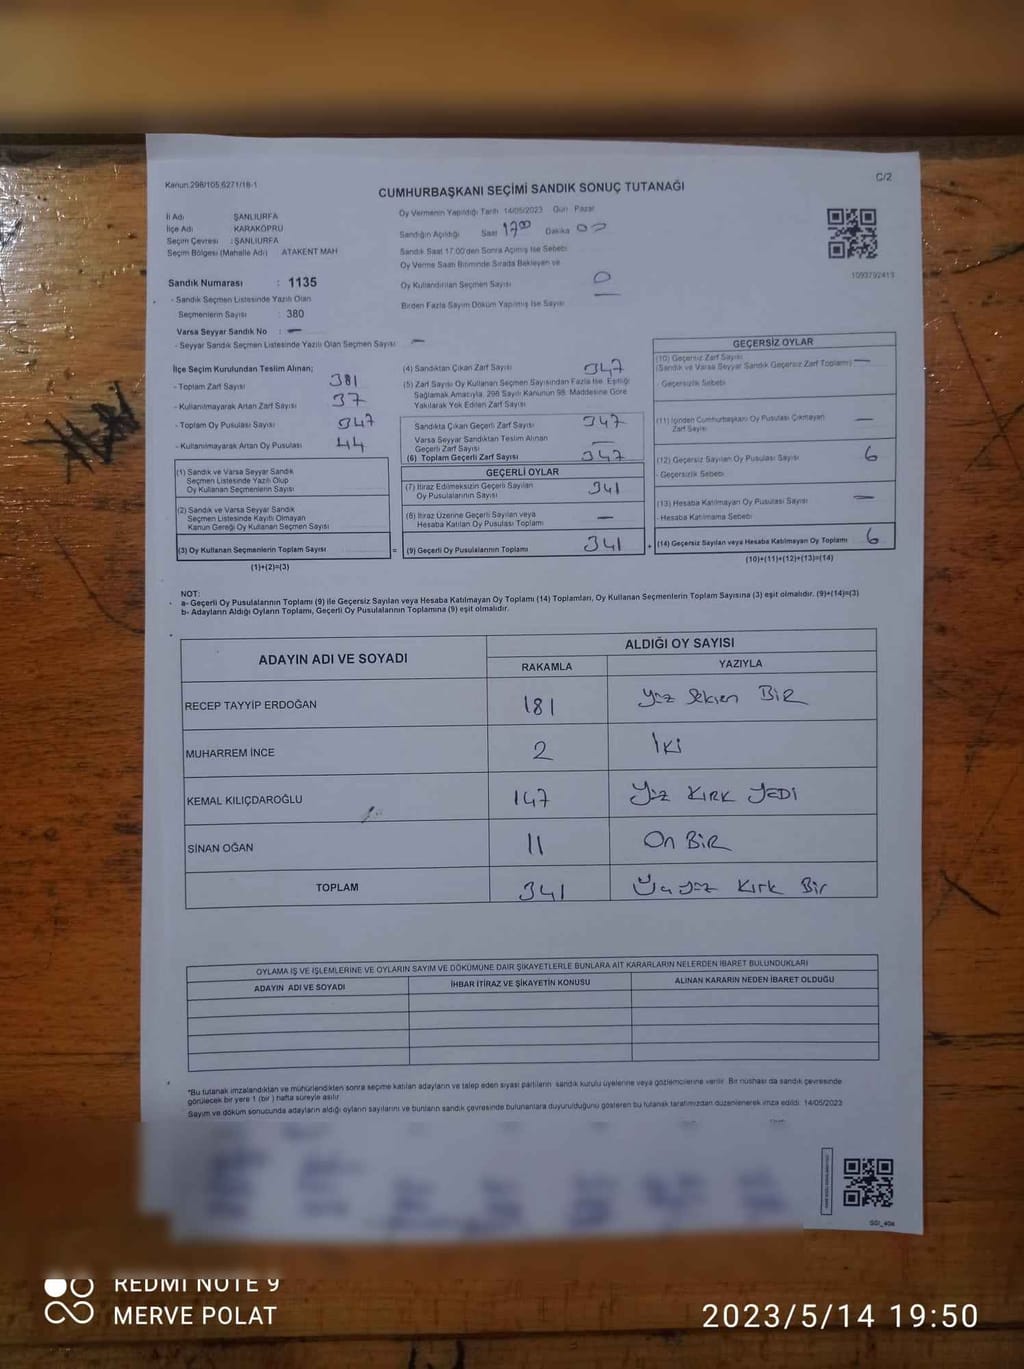 Kanun.298/105,6271/18-1
C/2
CUMHURBAŞKANI SEÇİMİ SANDIK SONUÇ TUTANAĞI
İl Adı ŞANLIURFA
İlçe Adı KARAKÖPRÜ
Seçim Çevresi : ŞANLIURFA
Seçim Bölgesi (Mahalle Adı) ATAKENT MAH
Oy Vermenin Yapıldığı Tarih 14/05/2023 Gün Pazar
Sandığın Açıldığı Saat 17 00 Dakika 00
Sandık Saat 17.00'den Sonra Açılmış İse Sebebi
Oy Verme Saati Bitiminde Sırada Bekleyen ve
Oy Kullandırılan Seçmen Sayısı 0
Birden Fazla Sayım Döküm Yapılmış İse Sayısı —
1093792413
Sandık Numarası : 1135
- Sandık Seçmen Listesinde Yazılı Olan
Seçmenlerin Sayısı : 380
Varsa Seyyar Sandık No : —
- Seyyar Sandık Seçmen Listesinde Yazılı Olan Seçmen Sayısı —
İlçe Seçim Kurulundan Teslim Alınan;
- Toplam Zarf Sayısı 381
- Kullanılmayarak Artan Zarf Sayısı 37
- Toplam Oy Pusulası Sayısı
- Kullanılmayarak Artan Oy Pusulası 44
(1) Sandık ve Varsa Seyyar Sandık
Seçmen Listesinde Yazılı Olup
Oy Kullanan Seçmenlerin Sayısı
(2) Sandık ve Varsa Seyyar Sandık
Seçmen Listesinde Kayıtlı Olmayan
Kanun Gereği Oy Kullanan Seçmen Sayısı
(3) Oy Kullanan Seçmenlerin Toplam Sayısı =
(1)+(2)=(3)
(4) Sandıktan Çıkan Zarf Sayısı 347
(5) Zarf Sayısı Oy Kullanan Seçmen Sayısından Fazla İse, Eşitliği
Sağlamak Amacıyla, 298 Sayılı Kanunun 98. Maddesine Göre
Yakılarak Yok Edilen Zarf Sayısı
Sandıkta Çıkan Geçerli Zarf Sayısı 347
Varsa Seyyar Sandıktan Teslim Alınan
Geçerli Zarf Sayısı —
(6) Toplam Geçerli Zarf Sayısı 347
GEÇERLİ OYLAR
(7) İtiraz Edilmeksizin Geçerli Sayılan
Oy Pusulalarının Sayısı 341
(8) İtiraz Üzerine Geçerli Sayılan veya
Hesaba Katılan Oy Pusulası Toplamı —
(9) Geçerli Oy Pusulalarının Toplamı 341 +
GEÇERSİZ OYLAR
(10) Geçersiz Zarf Sayısı
(Sandık ve Varsa Seyyar Sandık Geçersiz Zarf Toplamı) —
- Geçersizlik Sebebi
(11) İçinden Cumhurbaşkanı Oy Pusulası Çıkmayan
Zarf Sayısı —
(12) Geçersiz Sayılan Oy Pusulası Sayısı 6
- Geçersizlik Sebebi
(13) Hesaba Katılmayan Oy Pusulası Sayısı —
- Hesaba Katılmama Sebebi
(14) Geçersiz Sayılan veya Hesaba Katılmayan Oy Toplamı 6
(10)+(11)+(12)+(13)=(14)
NOT:
a- Geçerli Oy Pusulalarının Toplamı (9) ile Geçersiz Sayılan veya Hesaba Katılmayan Oy Toplamı (14) Toplamları, Oy Kullanan Seçmenlerin Toplam Sayısına (3) eşit olmalıdır. (9)+(14)=(3)
b- Adayların Aldığı Oyların Toplamı, Geçerli Oy Pusulalarının Toplamına (9) eşit olmalıdır.
ADAYIN ADI VE SOYADI
ALDIĞI OY SAYISI
RAKAMLA YAZIYLA
RECEP TAYYİP ERDOĞAN 181 Yüz Seksen BİR
MUHARREM İNCE 2 İki
KEMAL KILIÇDAROĞLU 147 Yüz KIRK YEDİ
SİNAN OĞAN 11 On BİR
TOPLAM 341 Üçyüz Kırk Bir
OYLAMA İŞ VE İŞLEMLERİNE VE OYLARIN SAYIM VE DÖKÜMÜNE DAİR ŞİKAYETLERLE BUNLARA AİT KARARLARIN NELERDEN İBARET BULUNDUKLARI
ADAYIN ADI VE SOYADI İHBAR İTİRAZ VE ŞİKAYETİN KONUSU ALINAN KARARIN NEDEN İBARET OLDUĞU
*Bu tutanak imzalandıktan ve mühürlendikten sonra seçime katılan adayların ve talep eden siyasi partilerin sandık kurulu üyelerine veya gözlemcilerine verilir. Bir nüshası da sandık çevresinde
görülecek bir yere 1 (bir ) hafta süreyle asılır.
Sayım ve döküm sonucunda adayların aldığı oyların sayılarını ve bunların sandık çevresinde bulunanlara duyurulduğunu gösteren bu tutanak tarafımızdan düzenlenerek imza edildi. 14/05/2023
REDMI NOTE 9
MERVE POLAT
2023/5/14 19:50